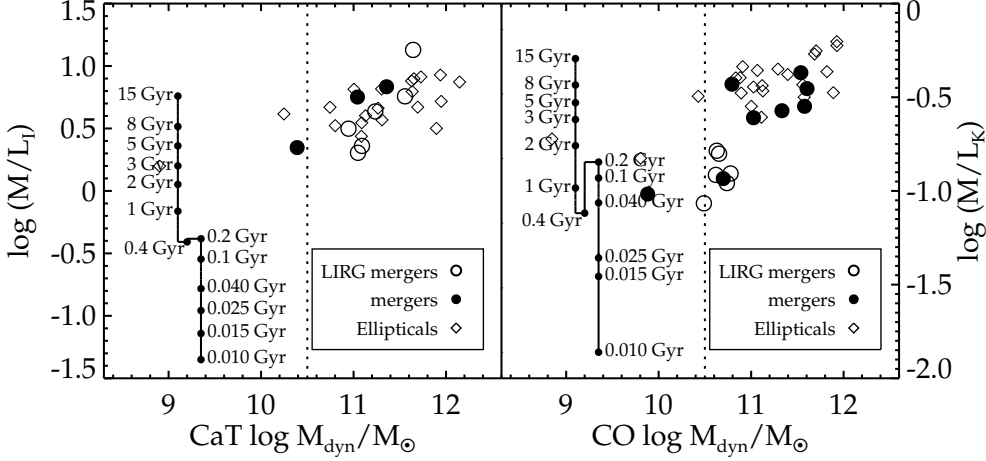 1.5
1.0
0.5
0
-0.5
-1.0
-1.5
log (M/L_I)
15 Gyr
8 Gyr
5 Gyr
3 Gyr
2 Gyr
1 Gyr
0.4 Gyr
0.2 Gyr
0.1 Gyr
0.040 Gyr
0.025 Gyr
0.015 Gyr
0.010 Gyr
LIRG mergers
mergers
Ellipticals
9 10 11 12
CaT log M_dyn/M_⊙
15 Gyr
8 Gyr
5 Gyr
3 Gyr
2 Gyr
1 Gyr
0.4 Gyr
0.2 Gyr
0.1 Gyr
0.040 Gyr
0.025 Gyr
0.015 Gyr
0.010 Gyr
LIRG mergers
mergers
Ellipticals
9 10 11 12
CO log M_dyn/M_⊙
0
-0.5
-1.0
-1.5
-2.0
log (M/L_K)